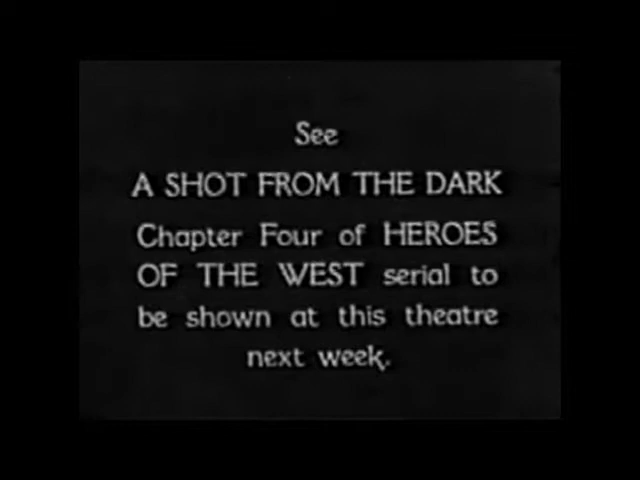 See
A SHOT FROM THE DARK
Chapter Four of HEROES
OF THE WEST serial to
be shown at this theatre
next week.